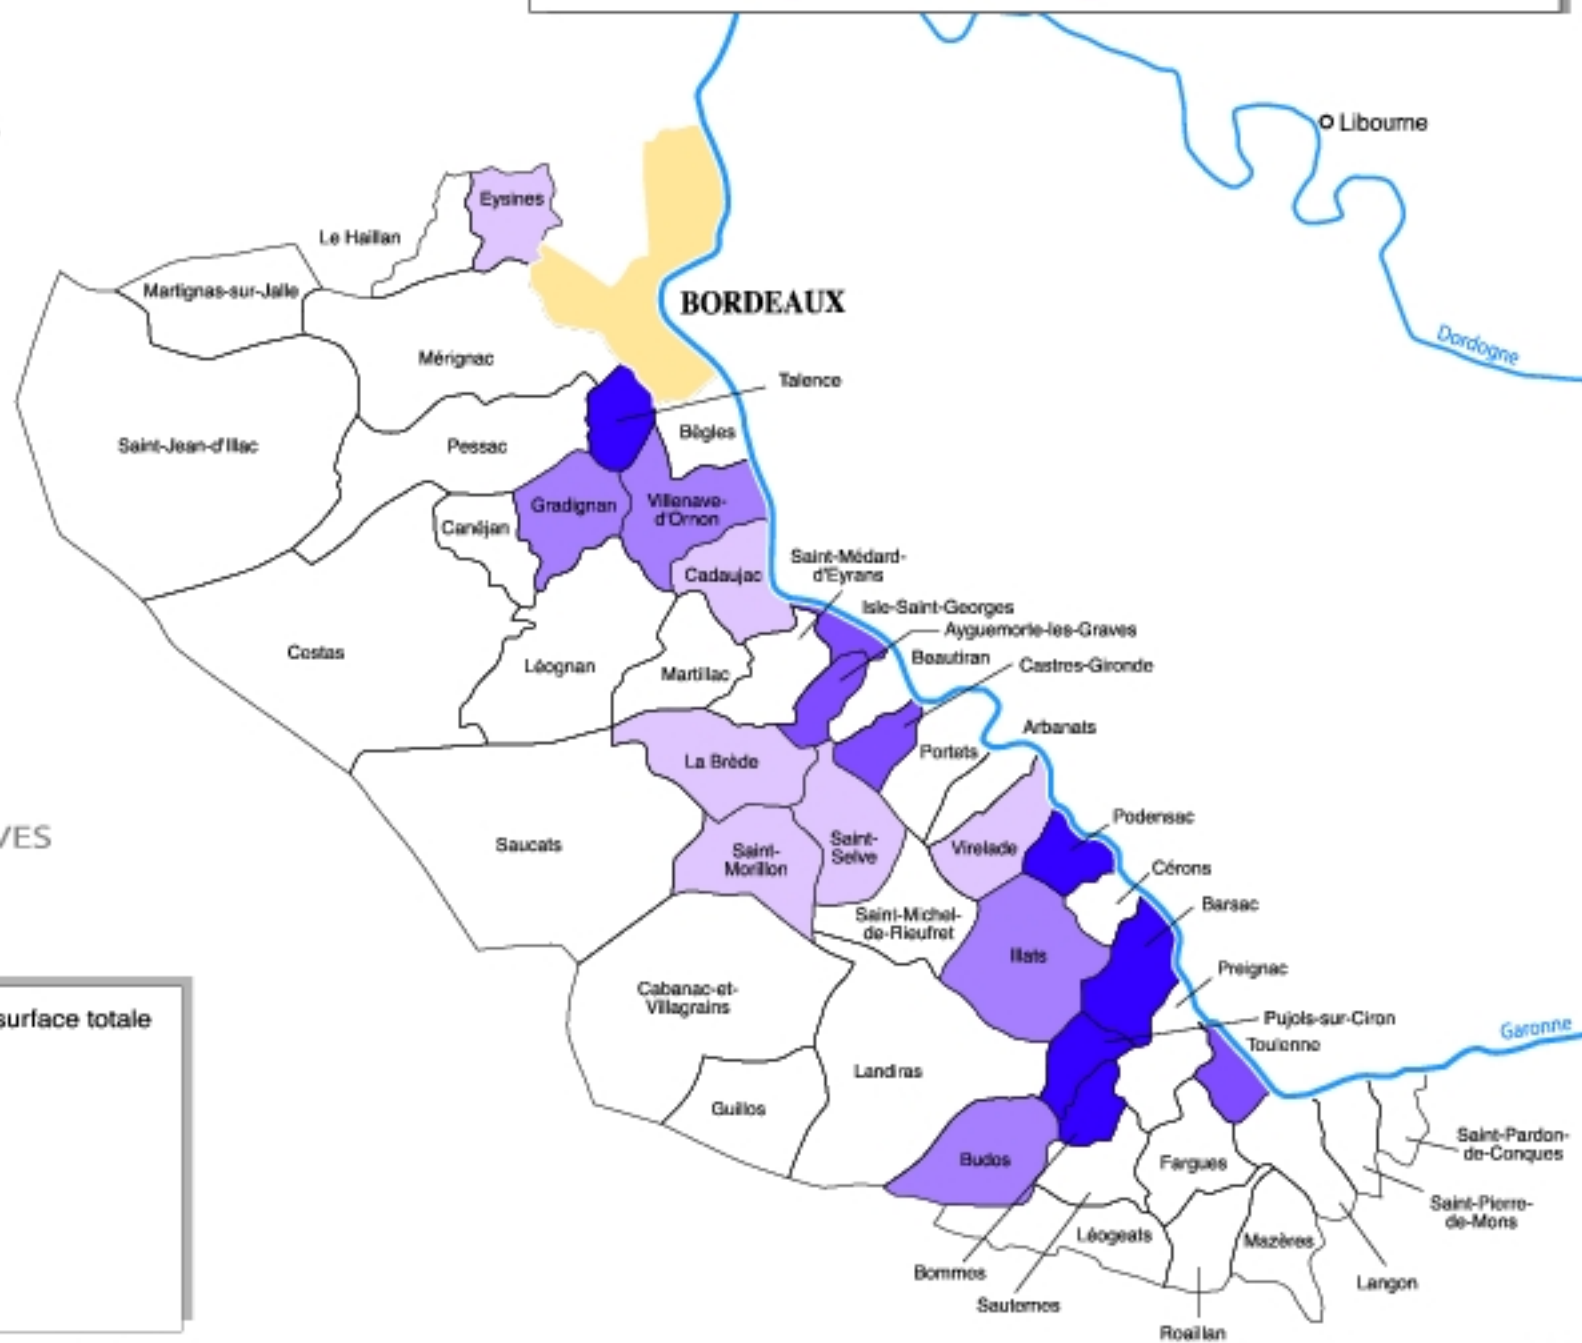 Libourne
Eysines
Le Haillan
Martignas-sur-Jalle
BORDEAUX
Dordogne
Mérignac
Talence
Saint-Jean-d'Illac
Pessac
Bègles
Gradignan
Villenave-
d'Ornon
Canéjan
Cadaujac
Saint-Médard-
d'Eyrans
Isle-Saint-Georges
Ayguemorte-les-Graves
Beautiran
Castres-Gironde
Cestas
Léognan
Martillac
Arbanats
Portets
La Brède
Podensac
VES
Saucats
Saint-
Morillon
Saint-
Selve
Virelade
Cérons
Barsac
Saint-Michel-
de-Rieufret
Illats
Preignac
Cabanac-et-
Villagrains
surface totale
Pujols-sur-Ciron
Garonne
Toulenne
Landiras
Guillos
Budos
Fargues
Saint-Pardon-
de-Conques
Saint-Pierre-
de-Mons
Léogeats
Mazères
Bommes
Langon
Sauternes
Roaillan